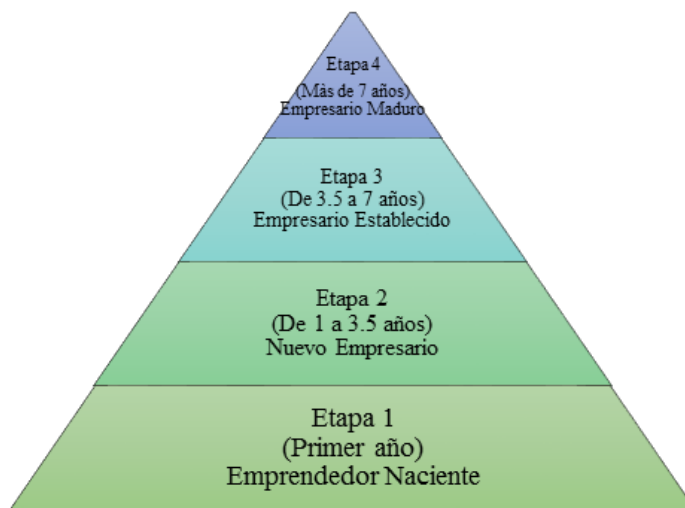 Etapa 4
(Màs de 7 años)
Empresario Maduro
Etapa 3
(De 3.5 a 7 años)
Empresario Establecido
Etapa 2
(De 1 a 3.5 años)
Nuevo Empresario
Etapa 1
(Primer año)
Emprendedor Naciente